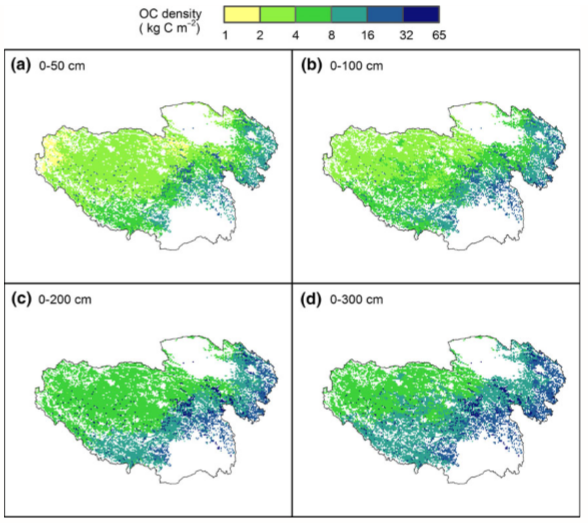 OC density
( kg C m⁻²)
1 2 4 8 16 32 65
(a) 0-50 cm
(b) 0-100 cm
(c) 0-200 cm
(d) 0-300 cm